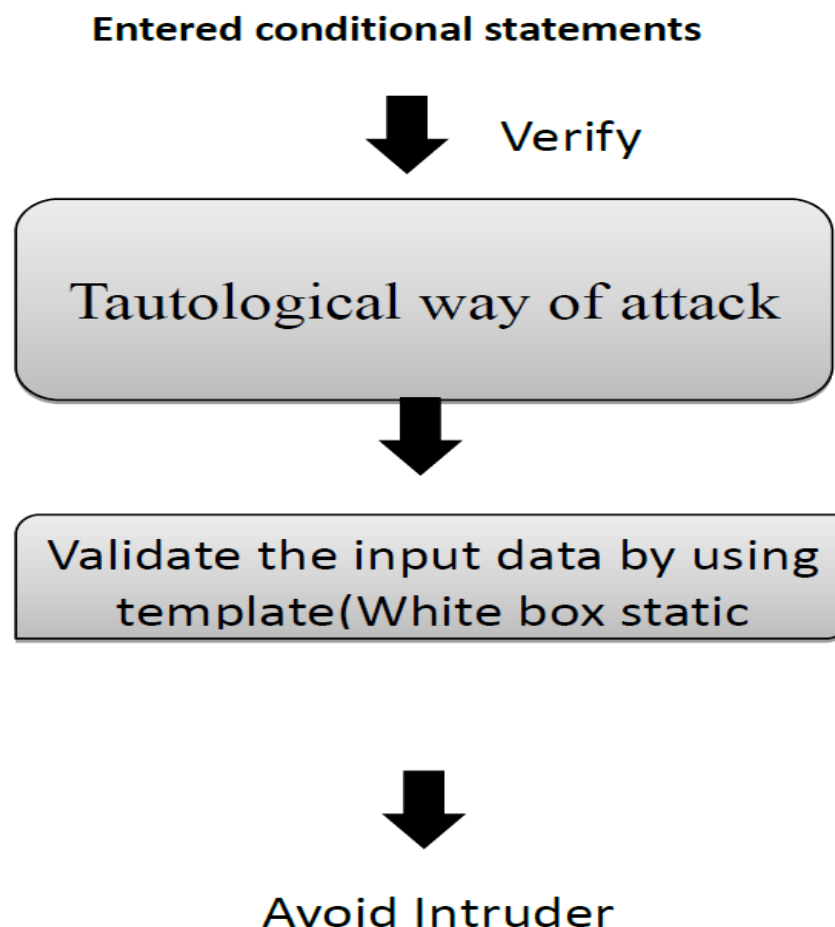 Entered conditional statements
Verify
Tautological way of attack
Validate the input data by using
template(White box static
Avoid Intruder